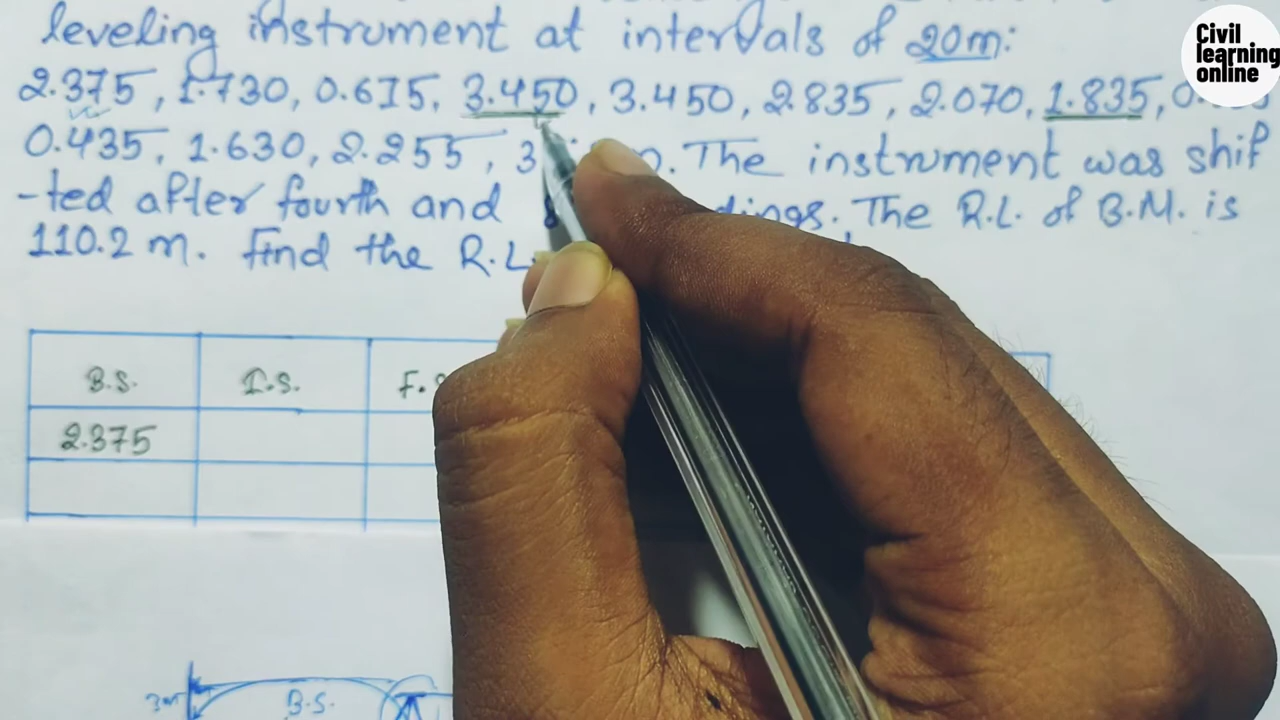 leveling instrument at intervals of 20m:
2.375, 1.730, 0.615, 3.450, 3.450, 2.835, 2.070, 1.835,
0.435, 1.630, 2.255, 3 The instrument was shif
-ted after fourth and The R.L. of B.M. is
110.2 m. Find the R.L.
B.S. I.S. F.
2.375
B.S.
Civil
learning
online